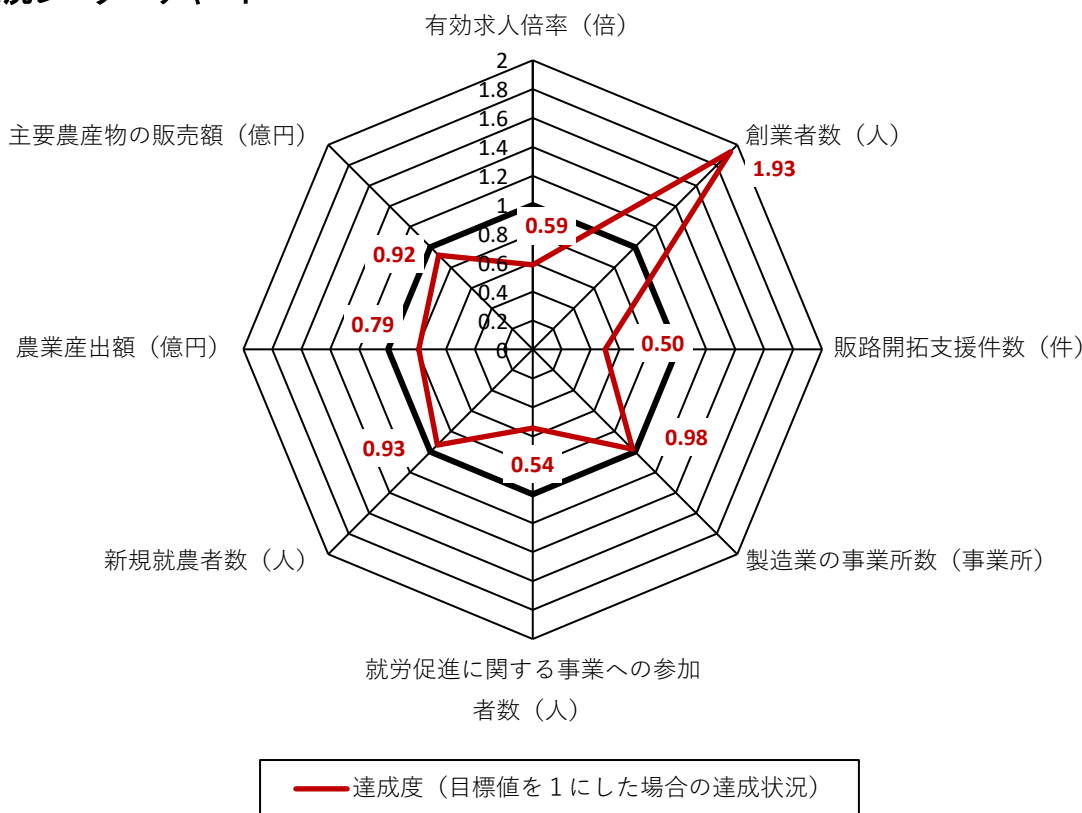 有効求人倍率（倍）
2
1.8
1.6
1.4
1.2
1
0.8
0.6
0.4
0.2
0
主要農産物の販売額（億円）
創業者数（人）
1.93
0.59
0.92
0.79
0.50
農業産出額（億円）
販路開拓支援件数（件）
0.93
0.98
0.54
新規就農者数（人）
製造業の事業所数（事業所）
就労促進に関する事業への参加
者数（人）
達成度（目標値を１にした場合の達成状況）